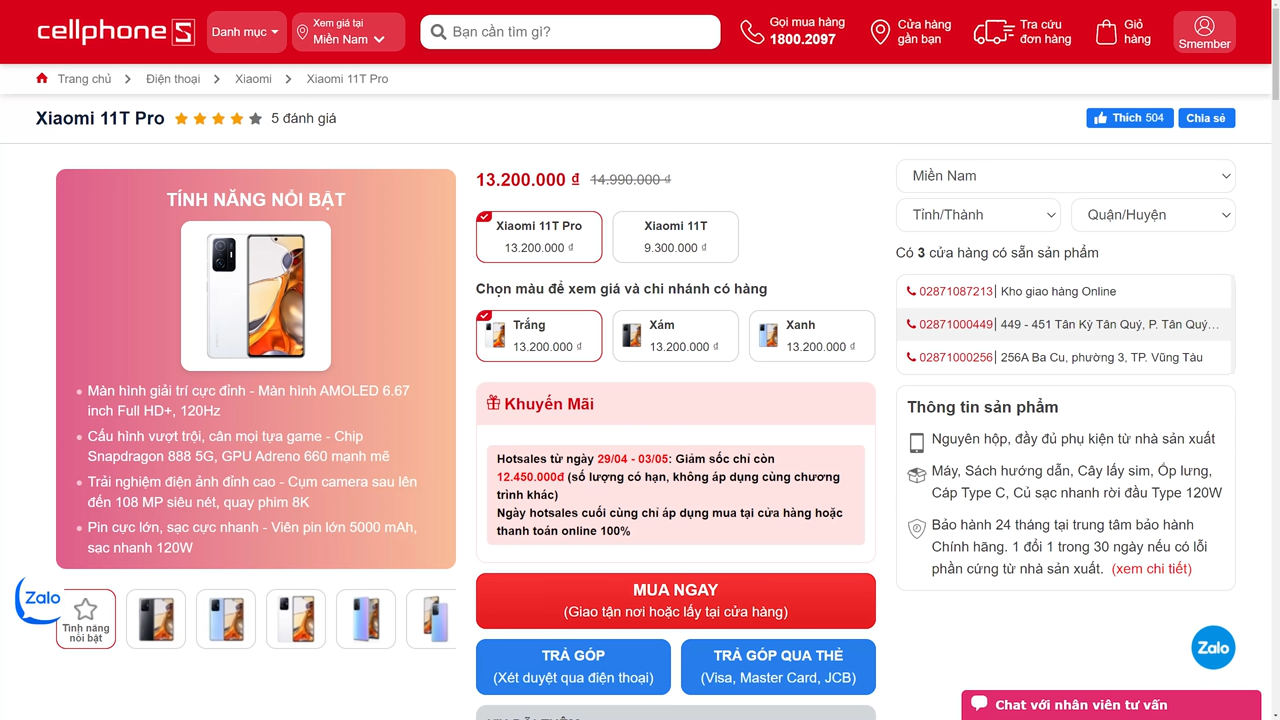 cellphone S
Danh mục
Xem giá tại
Miền Nam
Bạn cần tìm gì?
Gọi mua hàng
1800.2097
Cửa hàng
gần bạn
Tra cứu
đơn hàng
Giỏ
hàng
Smember
Trang chủ
Điện thoại
Xiaomi
Xiaomi 11T Pro
Xiaomi 11T Pro
5 đánh giá
Thích 504
Chia sẻ
TÍNH NĂNG NỔI BẬT
Màn hình giải trí cực đỉnh - Màn hình AMOLED 6.67
inch Full HD+, 120Hz
Cấu hình vượt trội, cân mọi tựa game - Chip
Snapdragon 888 5G, GPU Adreno 660 mạnh mẽ
Trải nghiệm điện ảnh đỉnh cao - Cụm camera sau lên
đến 108 MP siêu nét, quay phim 8K
Pin cực lớn, sạc cực nhanh - Viên pin lớn 5000 mAh,
sạc nhanh 120W
Zalo
Tính năng
nổi bật
13.200.000 ₫ 14.990.000 ₫
Xiaomi 11T Pro
13.200.000 ₫
Xiaomi 11T
9.300.000 ₫
Chọn màu để xem giá và chi nhánh có hàng
Trắng
13.200.000 ₫
Xám
13.200.000 ₫
Xanh
13.200.000 ₫
Khuyến Mãi
Hotsales từ ngày 29/04 - 03/05: Giảm sốc chỉ còn
12.450.000đ (số lượng có hạn, không áp dụng cùng chương
trình khác)
Ngày hotsales cuối cùng chỉ áp dụng mua tại cửa hàng hoặc
thanh toán online 100%
MUA NGAY
(Giao tận nơi hoặc lấy tại cửa hàng)
TRẢ GÓP
(Xét duyệt qua điện thoại)
TRẢ GÓP QUA THẺ
(Visa, Master Card, JCB)
Miền Nam
Tỉnh/Thành
Quận/Huyện
Có 3 cửa hàng có sẵn sản phẩm
02871087213| Kho giao hàng Online
02871000449| 449 - 451 Tân Kỳ Tân Quý, P. Tân Quý…
02871000256| 256A Ba Cu, phường 3, TP. Vũng Tàu
Thông tin sản phẩm
Nguyên hộp, đầy đủ phụ kiện từ nhà sản xuất
Máy, Sách hướng dẫn, Cây lấy sim, Ốp lưng,
Cáp Type C, Củ sạc nhanh rời đầu Type 120W
Bảo hành 24 tháng tại trung tâm bảo hành
Chính hãng. 1 đổi 1 trong 30 ngày nếu có lỗi
phần cứng từ nhà sản xuất. (xem chi tiết)
Zalo
Chat với nhân viên tư vấn